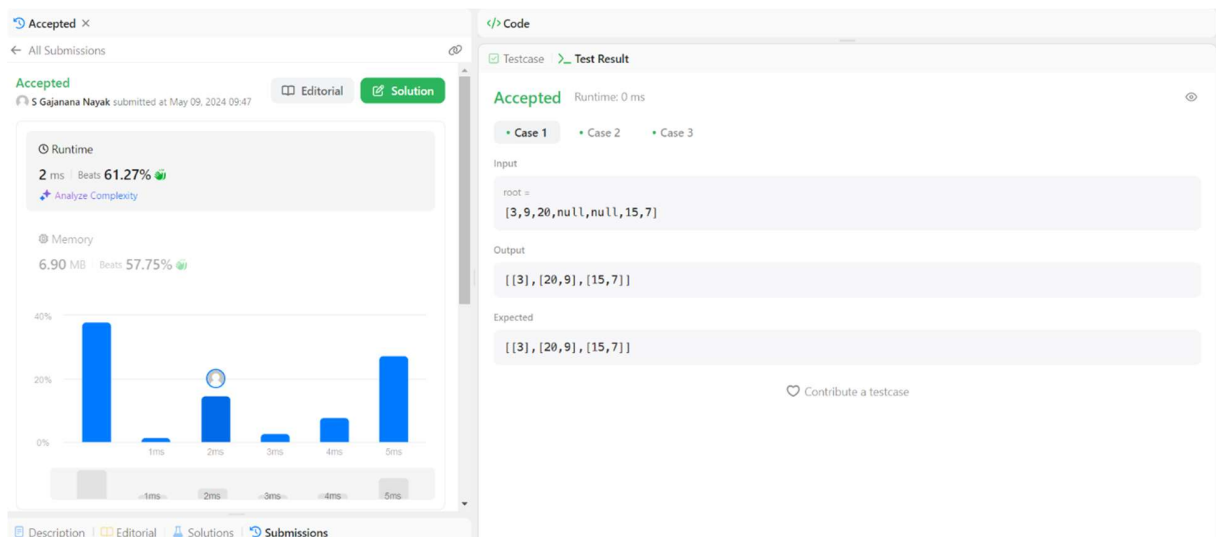 Accepted ×
← All Submissions
Accepted
S Gajanana Nayak submitted at May 09, 2024 09:47
Editorial
Solution
Runtime
2 ms | Beats 61.27%
Analyze Complexity
Memory
6.90 MB | Beats 57.75%
40%
20%
0%
1ms 2ms 3ms 4ms 5ms
1ms 2ms 3ms 4ms 5ms
Description | Editorial | Solutions | Submissions
</> Code
Testcase | >_ Test Result
Accepted Runtime: 0 ms
• Case 1 • Case 2 • Case 3
Input
root =
[3,9,20,null,null,15,7]
Output
[[3],[20,9],[15,7]]
Expected
[[3],[20,9],[15,7]]
Contribute a testcase